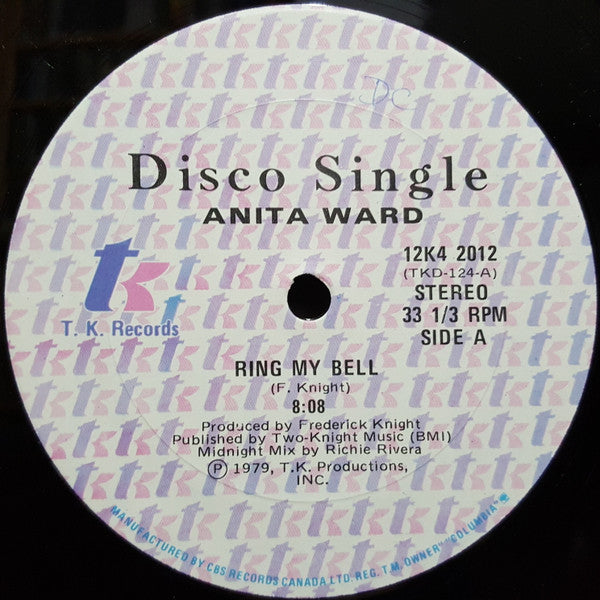 DC
Disco Single
ANITA WARD
12K4 2012
(TKD-124-A)
STEREO
33 1/3 RPM
SIDE A
tk
T. K. Records
RING MY BELL
(F. Knight)
8:08
Produced by Frederick Knight
Published by Two-Knight Music (BMI)
Midnight Mix by Richie Rivera
℗ 1979, T.K. Productions,
INC.
MANUFACTURED BY CBS RECORDS CANADA LTD. REG. T.M. OWNER "COLUMBIA"